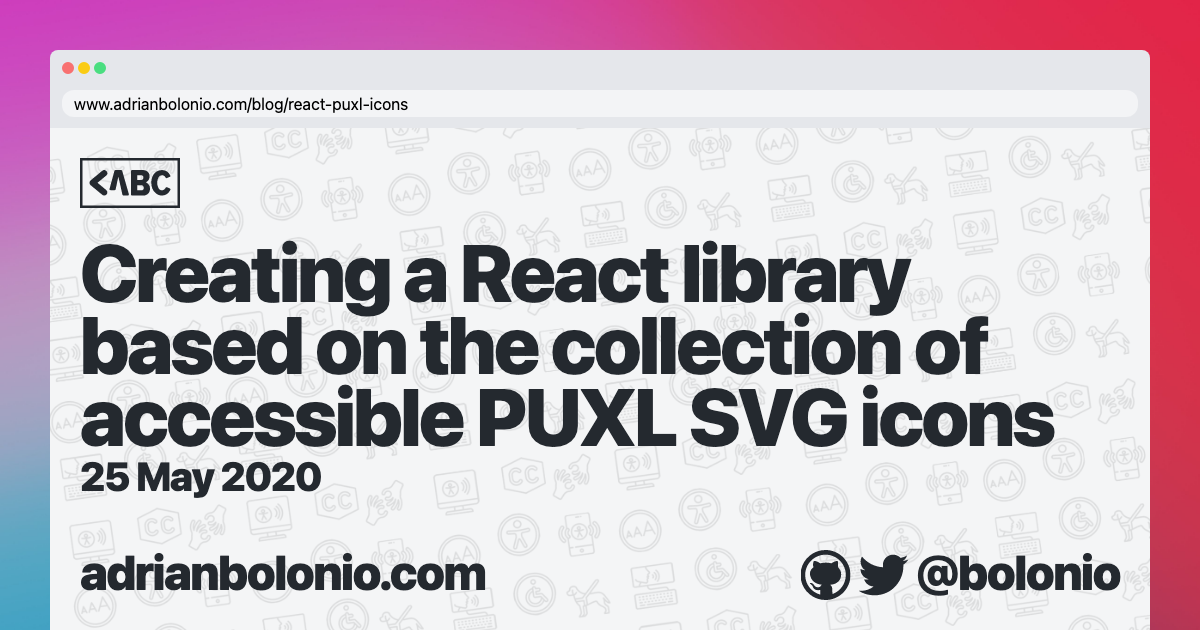 www.adrianbolonio.com/blog/react-puxl-icons
<ABC
Creating a React library
based on the collection of
accessible PUXL SVG icons
25 May 2020
adrianbolonio.com
@bolonio